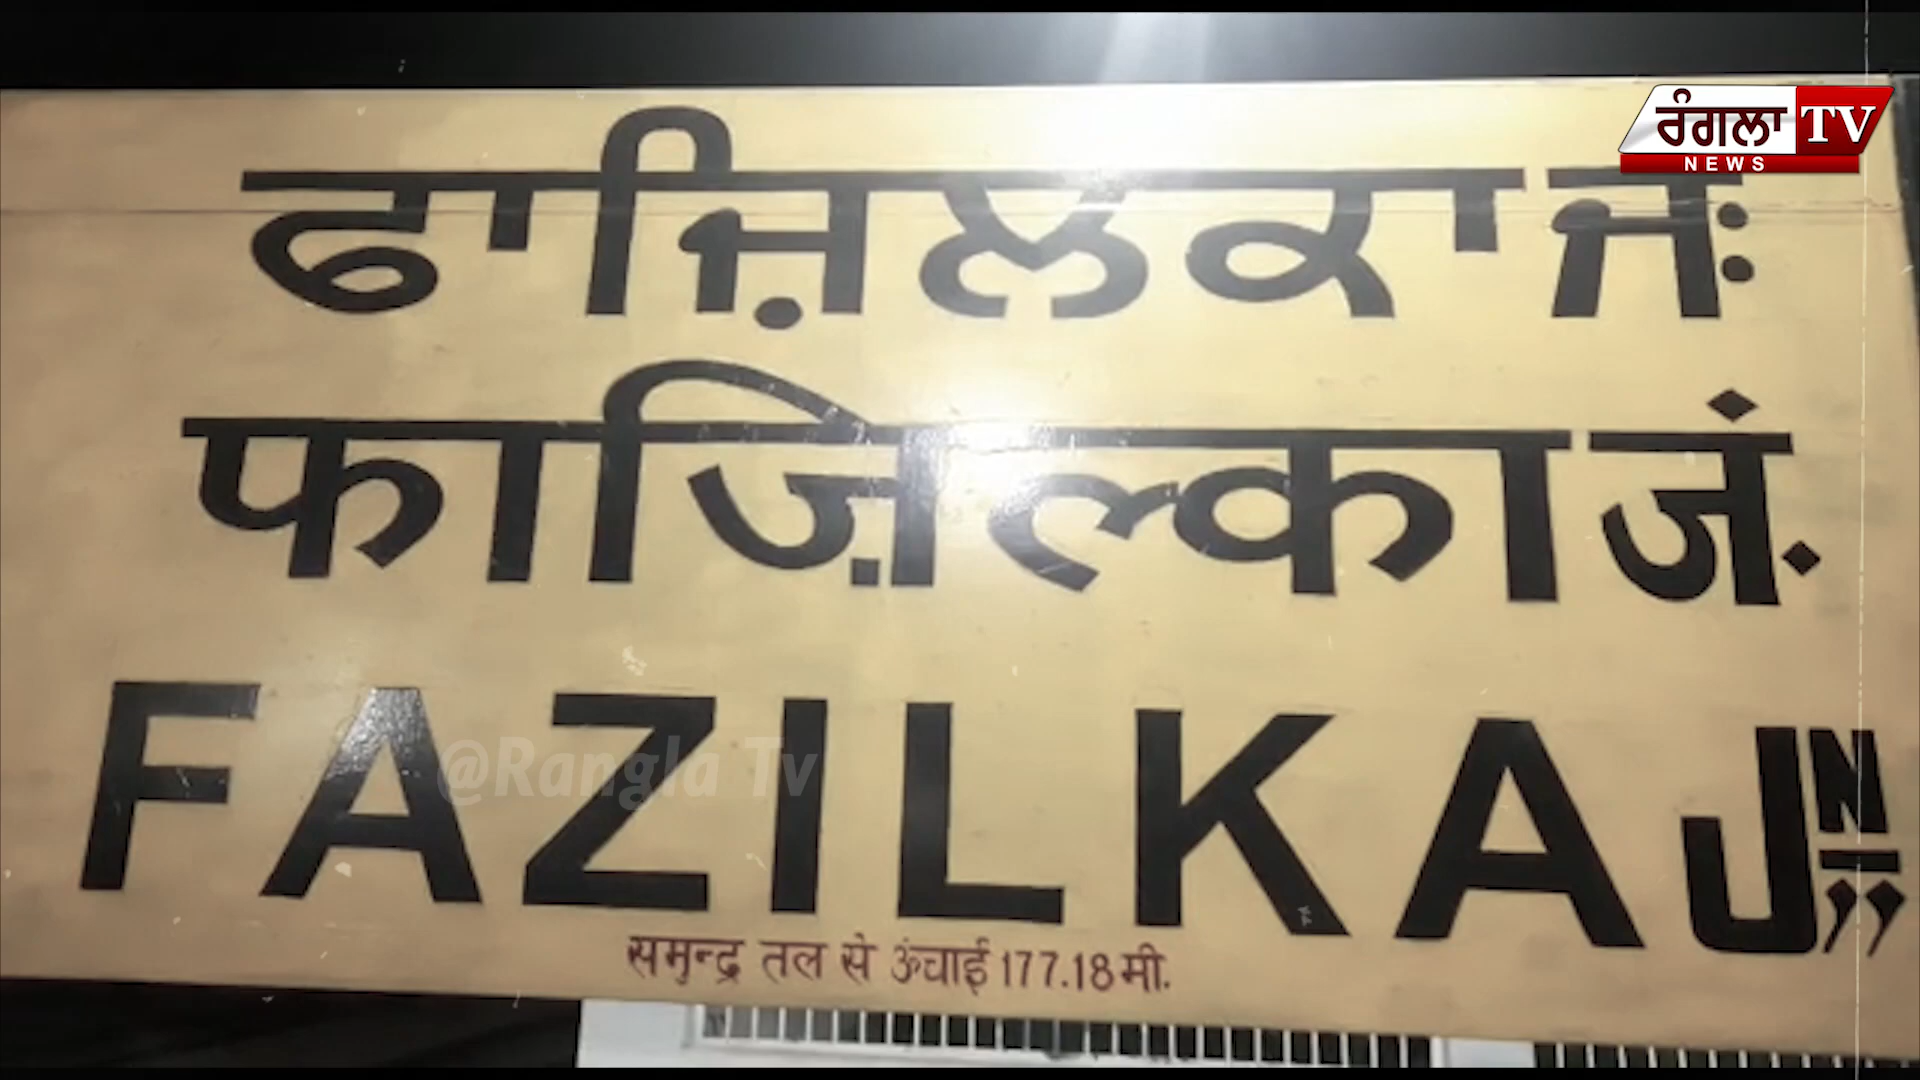 ਰੰਗਲਾ TV
NEWS
ਫਾਜ਼ਿਲਕਾ ਜਂ:
फाज़िल्का जं.
FAZILKA JN
@Rangla Tv
समुन्द्र तल से ऊंचाई 177.18 मी.